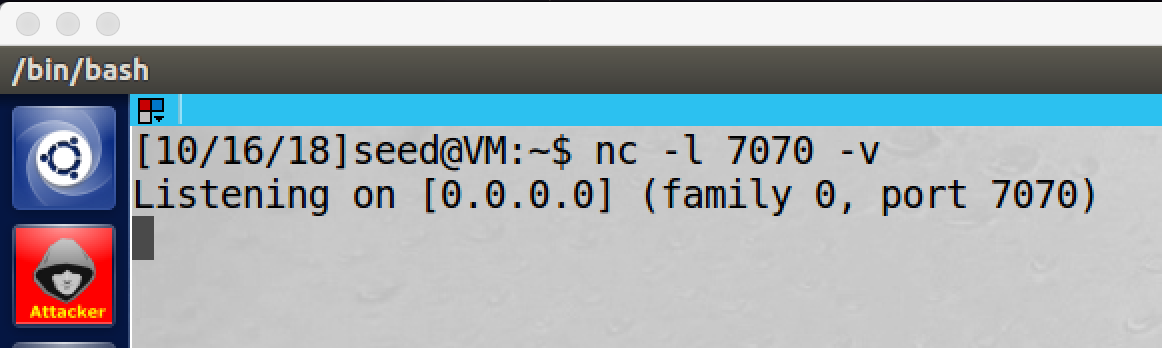 /bin/bash
[10/16/18]seed@VM:~$ nc -l 7070 -v
Listening on [0.0.0.0] (family 0, port 7070)
Attacker